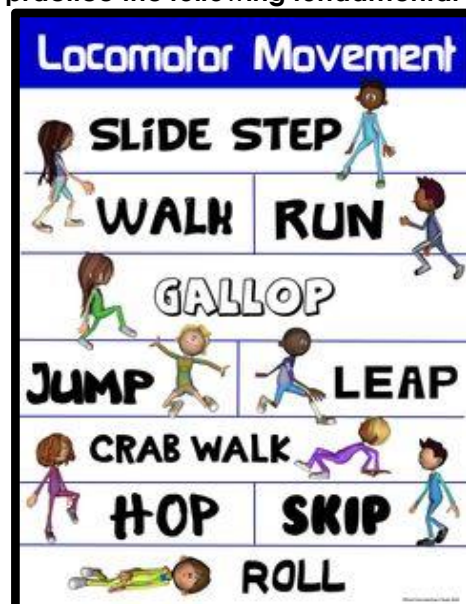 practice the following fundamental
Locomotor Movement
SLiDE STEP
WALK RUN
GALLOP
JUMP LEAP
CRAB WALK
HOP SKIP
ROLL